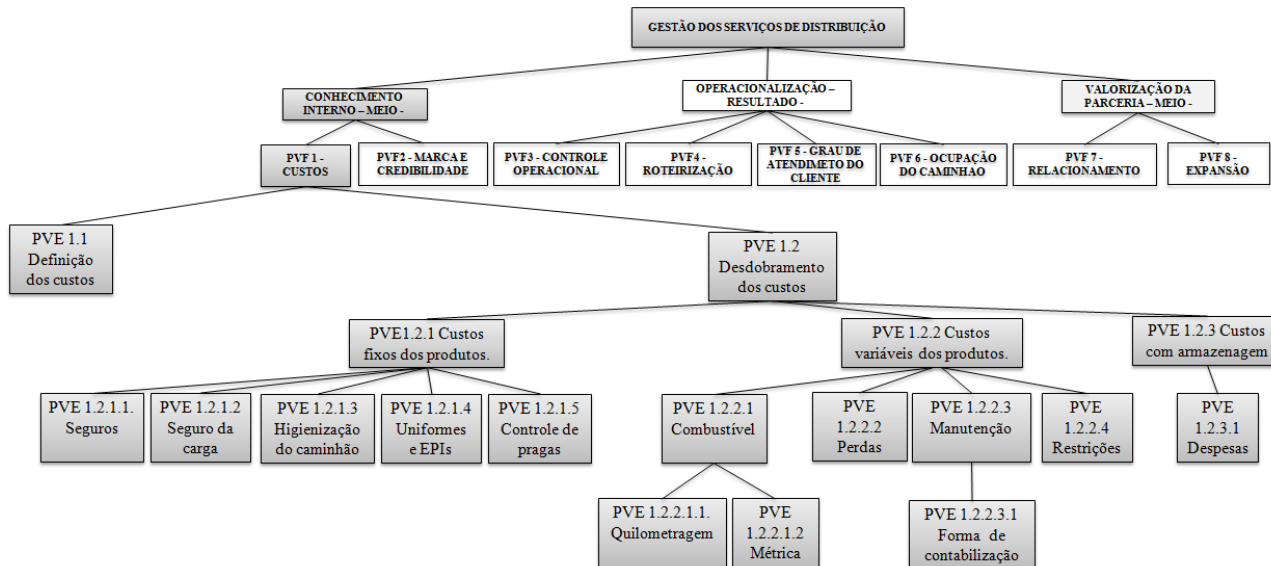 GESTÃO DOS SERVIÇOS DE DISTRIBUIÇÃO
CONHECIMENTO
INTERNO – MEIO -
OPERACIONALIZAÇÃO –
RESULTADO -
VALORIZAÇÃO DA
PARCERIA – MEIO -
PVF 1 -
CUSTOS
PVF2 - MARCA E
CREDIBILIDADE
PVF3 - CONTROLE
OPERACIONAL
PVF4 -
ROTEIRIZAÇÃO
PVF 5 - GRAU DE
ATENDIMETO DO
CLIENTE
PVF 6 - OCUPAÇÃO
DO CAMINHAO
PVF 7 -
RELACIONAMENTO
PVF 8 -
EXPANSÃO
PVE 1.1
Definição
dos custos
PVE 1.2
Desdobramento
dos custos
PVE1.2.1 Custos
fixos dos produtos.
PVE 1.2.2 Custos
variáveis dos produtos.
PVE 1.2.3 Custos
com armazenagem
PVE 1.2.1.1.
Seguros
PVE 1.2.1.2
Seguro da
carga
PVE 1.2.1.3
Higienização
do caminhão
PVE 1.2.1.4
Uniformes
e EPIs
PVE 1.2.1.5
Controle de
pragas
PVE 1.2.2.1
Combustível
PVE
1.2.2.2
Perdas
PVE 1.2.2.3
Manutenção
PVE
1.2.2.4
Restrições
PVE
1.2.3.1
Despesas
PVE 1.2.2.1.1.
Quilometragem
PVE
1.2.2.1.2
Métrica
PVE 1.2.2.3.1
Forma de
contabilização